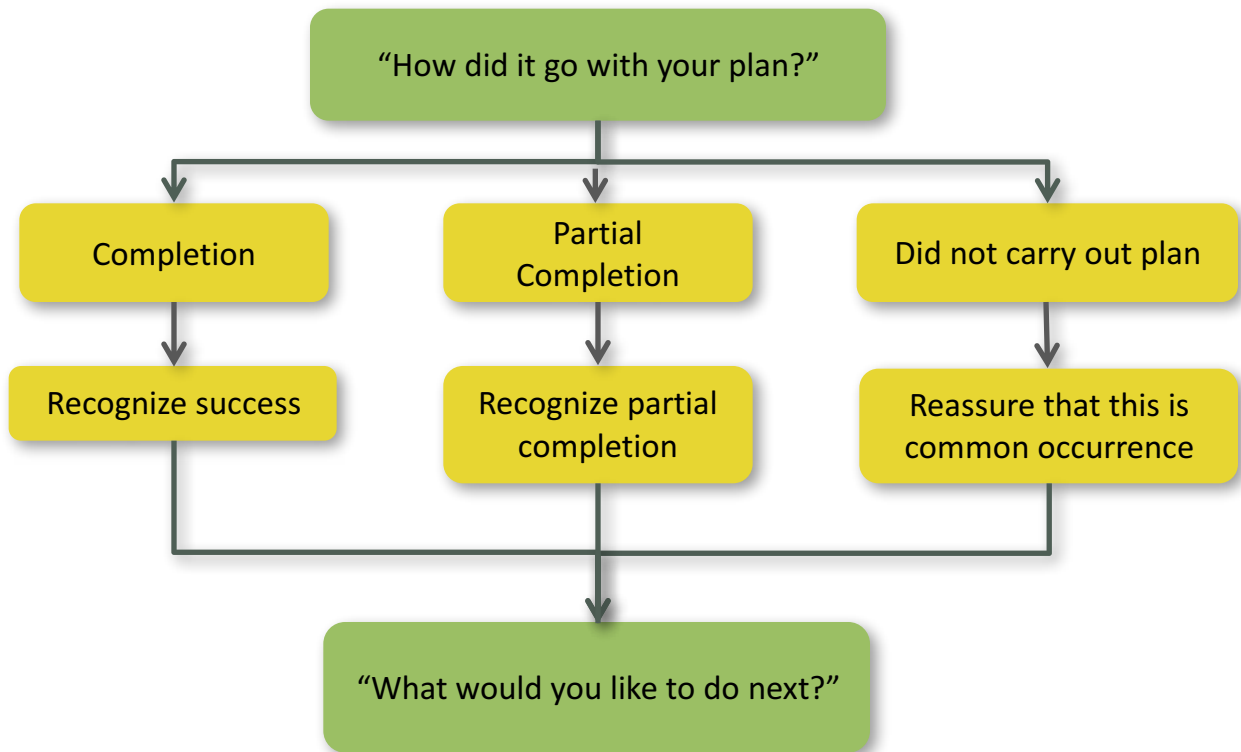 “How did it go with your plan?”
Completion
Partial
Completion
Did not carry out plan
Recognize success
Recognize partial
completion
Reassure that this is
common occurrence
“What would you like to do next?”